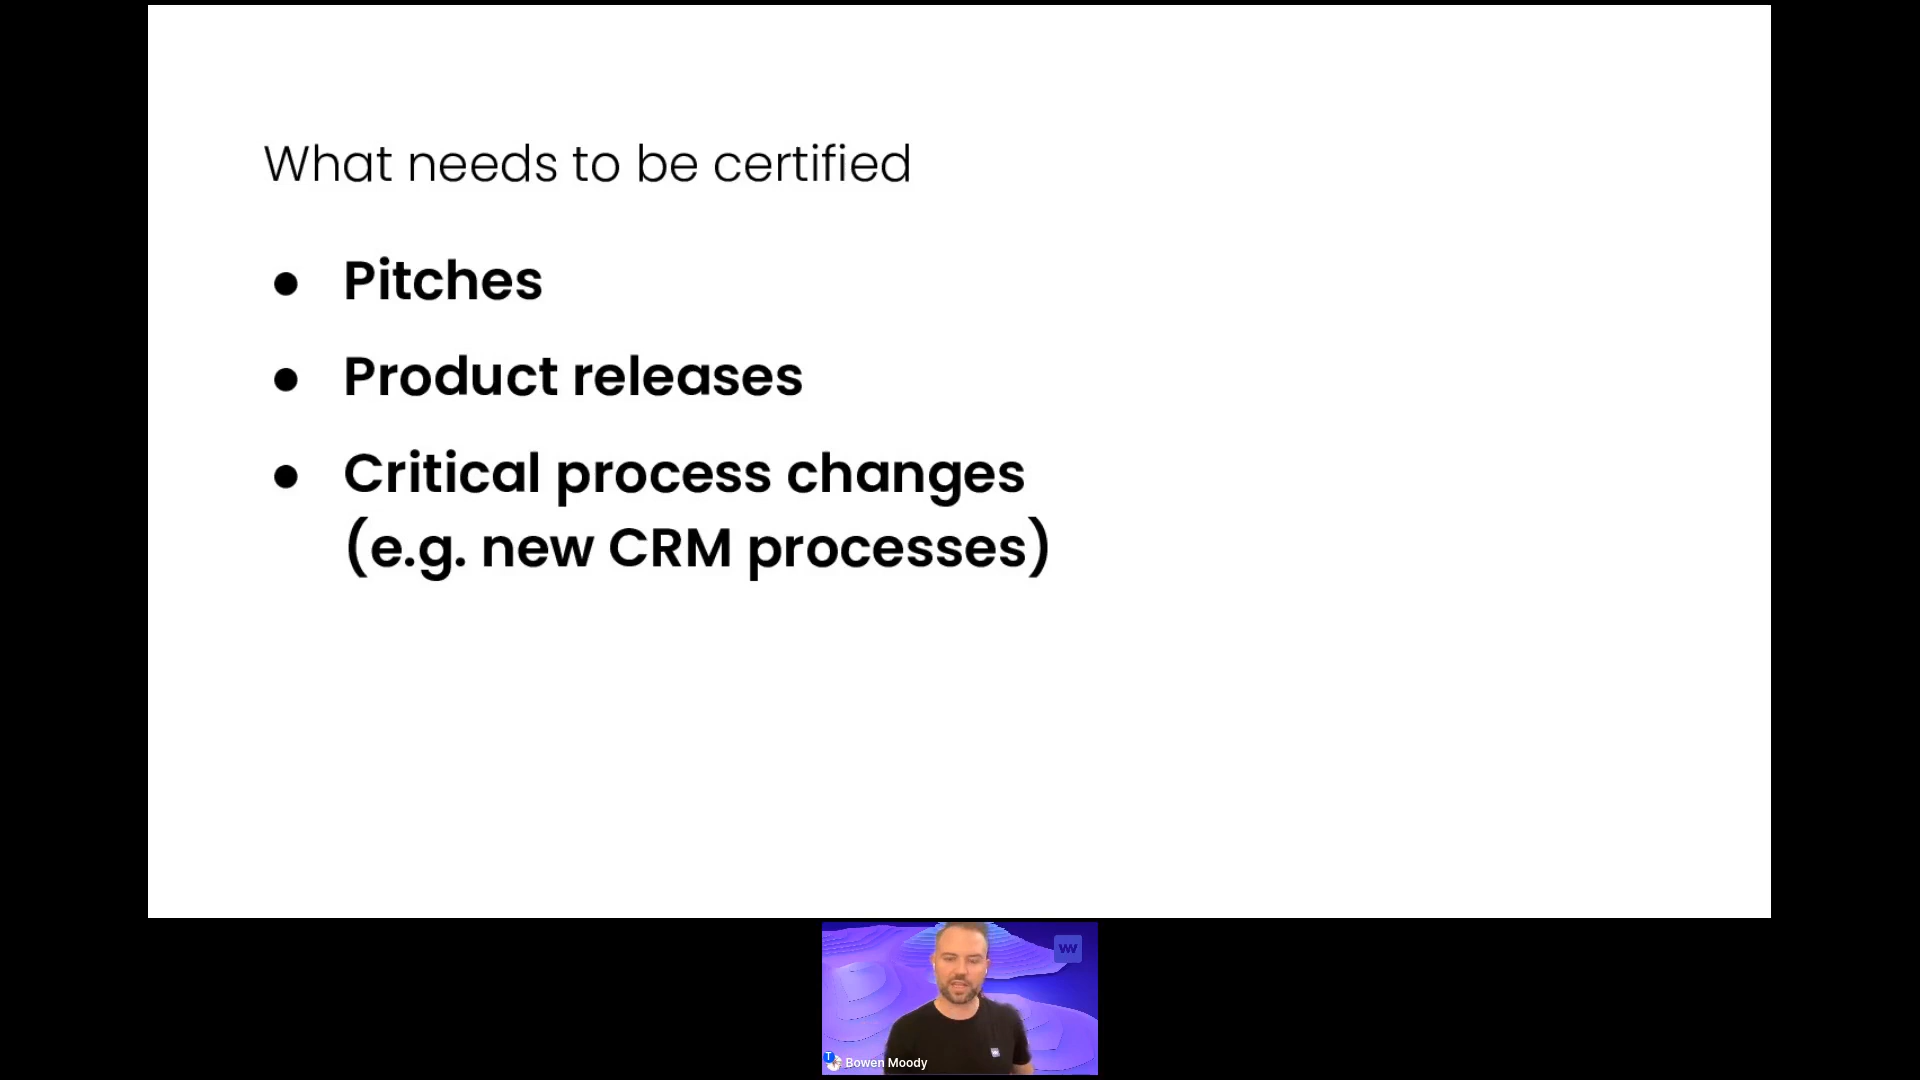 What needs to be certified
● Pitches
● Product releases
● Critical process changes
(e.g. new CRM processes)
T
Bowen Moody